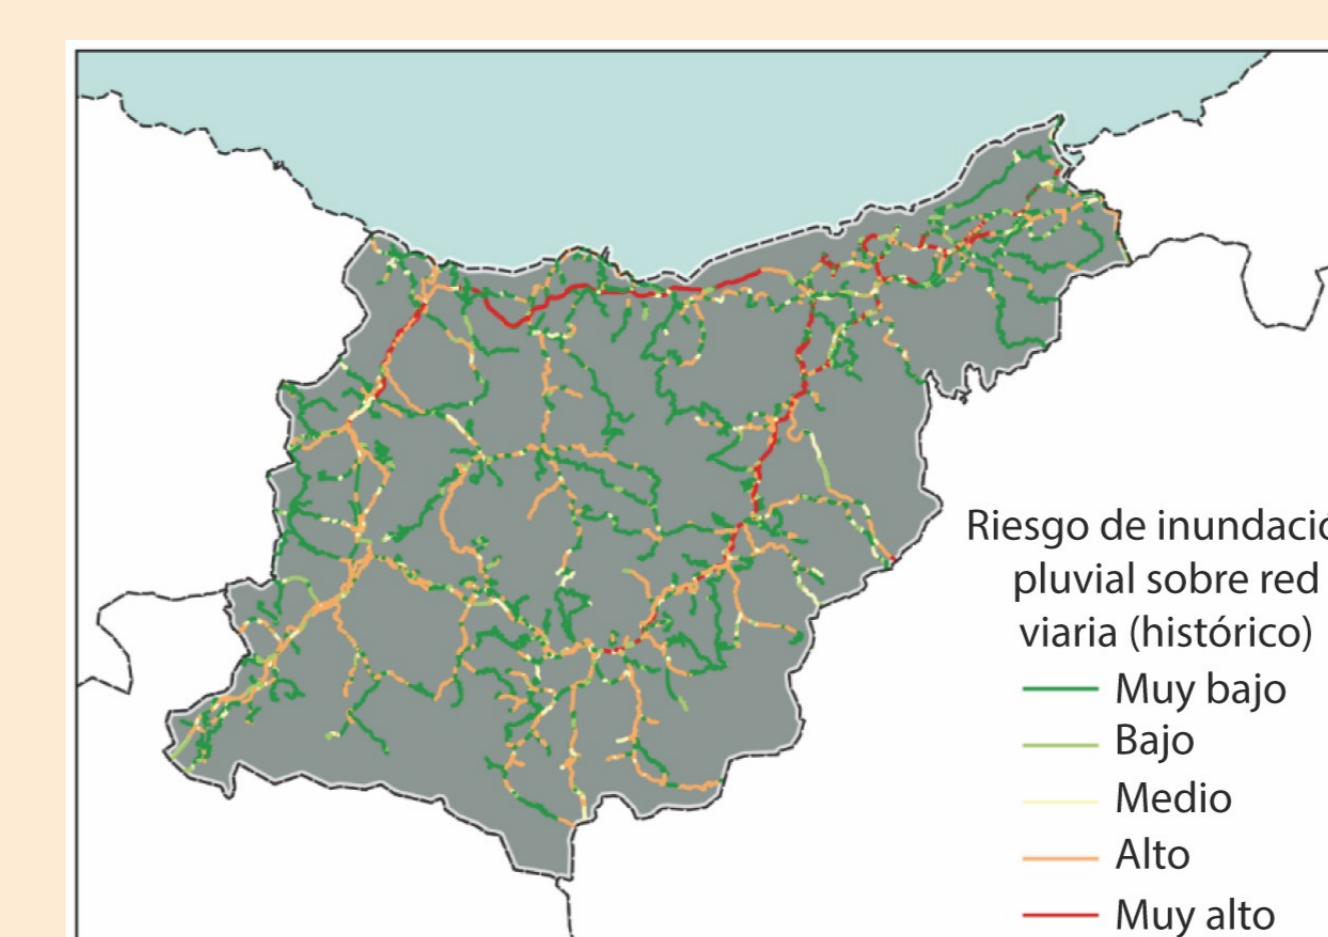 Riesgo de inundació
pluvial sobre red
viaria (histórico)
Muy bajo
Bajo
Medio
Alto
Muy alto